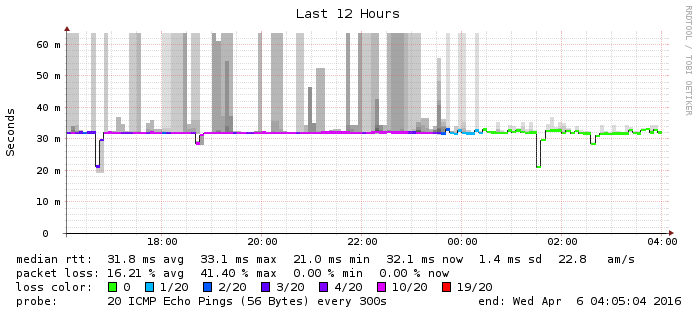 Last 12 Hours
RRDTOOL / TOBI OETIKER
Seconds
60 m
50 m
40 m
30 m
20 m
10 m
0
18:00 20:00 22:00 00:00 02:00 04:00
median rtt: 31.8 ms avg 33.1 ms max 21.0 ms min 32.1 ms now 1.4 ms sd 22.8 am/s
packet loss: 16.21 % avg 41.40 % max 0.00 % min 0.00 % now
loss color: 0 1/20 2/20 3/20 4/20 10/20 19/20
probe: 20 ICMP Echo Pings (56 Bytes) every 300s end: Wed Apr 6 04:05:04 2016